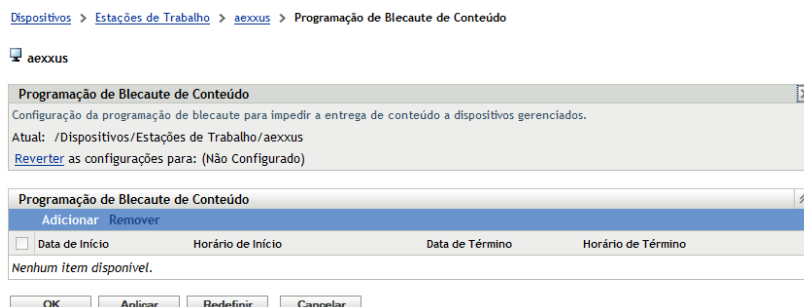 Dispositivos > Estações de Trabalho > aexxus > Programação de Blecaute de Conteúdo
aexxus
Programação de Blecaute de Conteúdo
Configuração da programação de blecaute para impedir a entrega de conteúdo a dispositivos gerenciados.
Atual: /Dispositivos/Estações de Trabalho/aexxus
Reverter as configurações para: (Não Configurado)
Programação de Blecaute de Conteúdo
Adicionar Remover
Data de Início Horário de Início Data de Término Horário de Término
Nenhum item disponível.
OK Aplicar Redefinir Cancelar